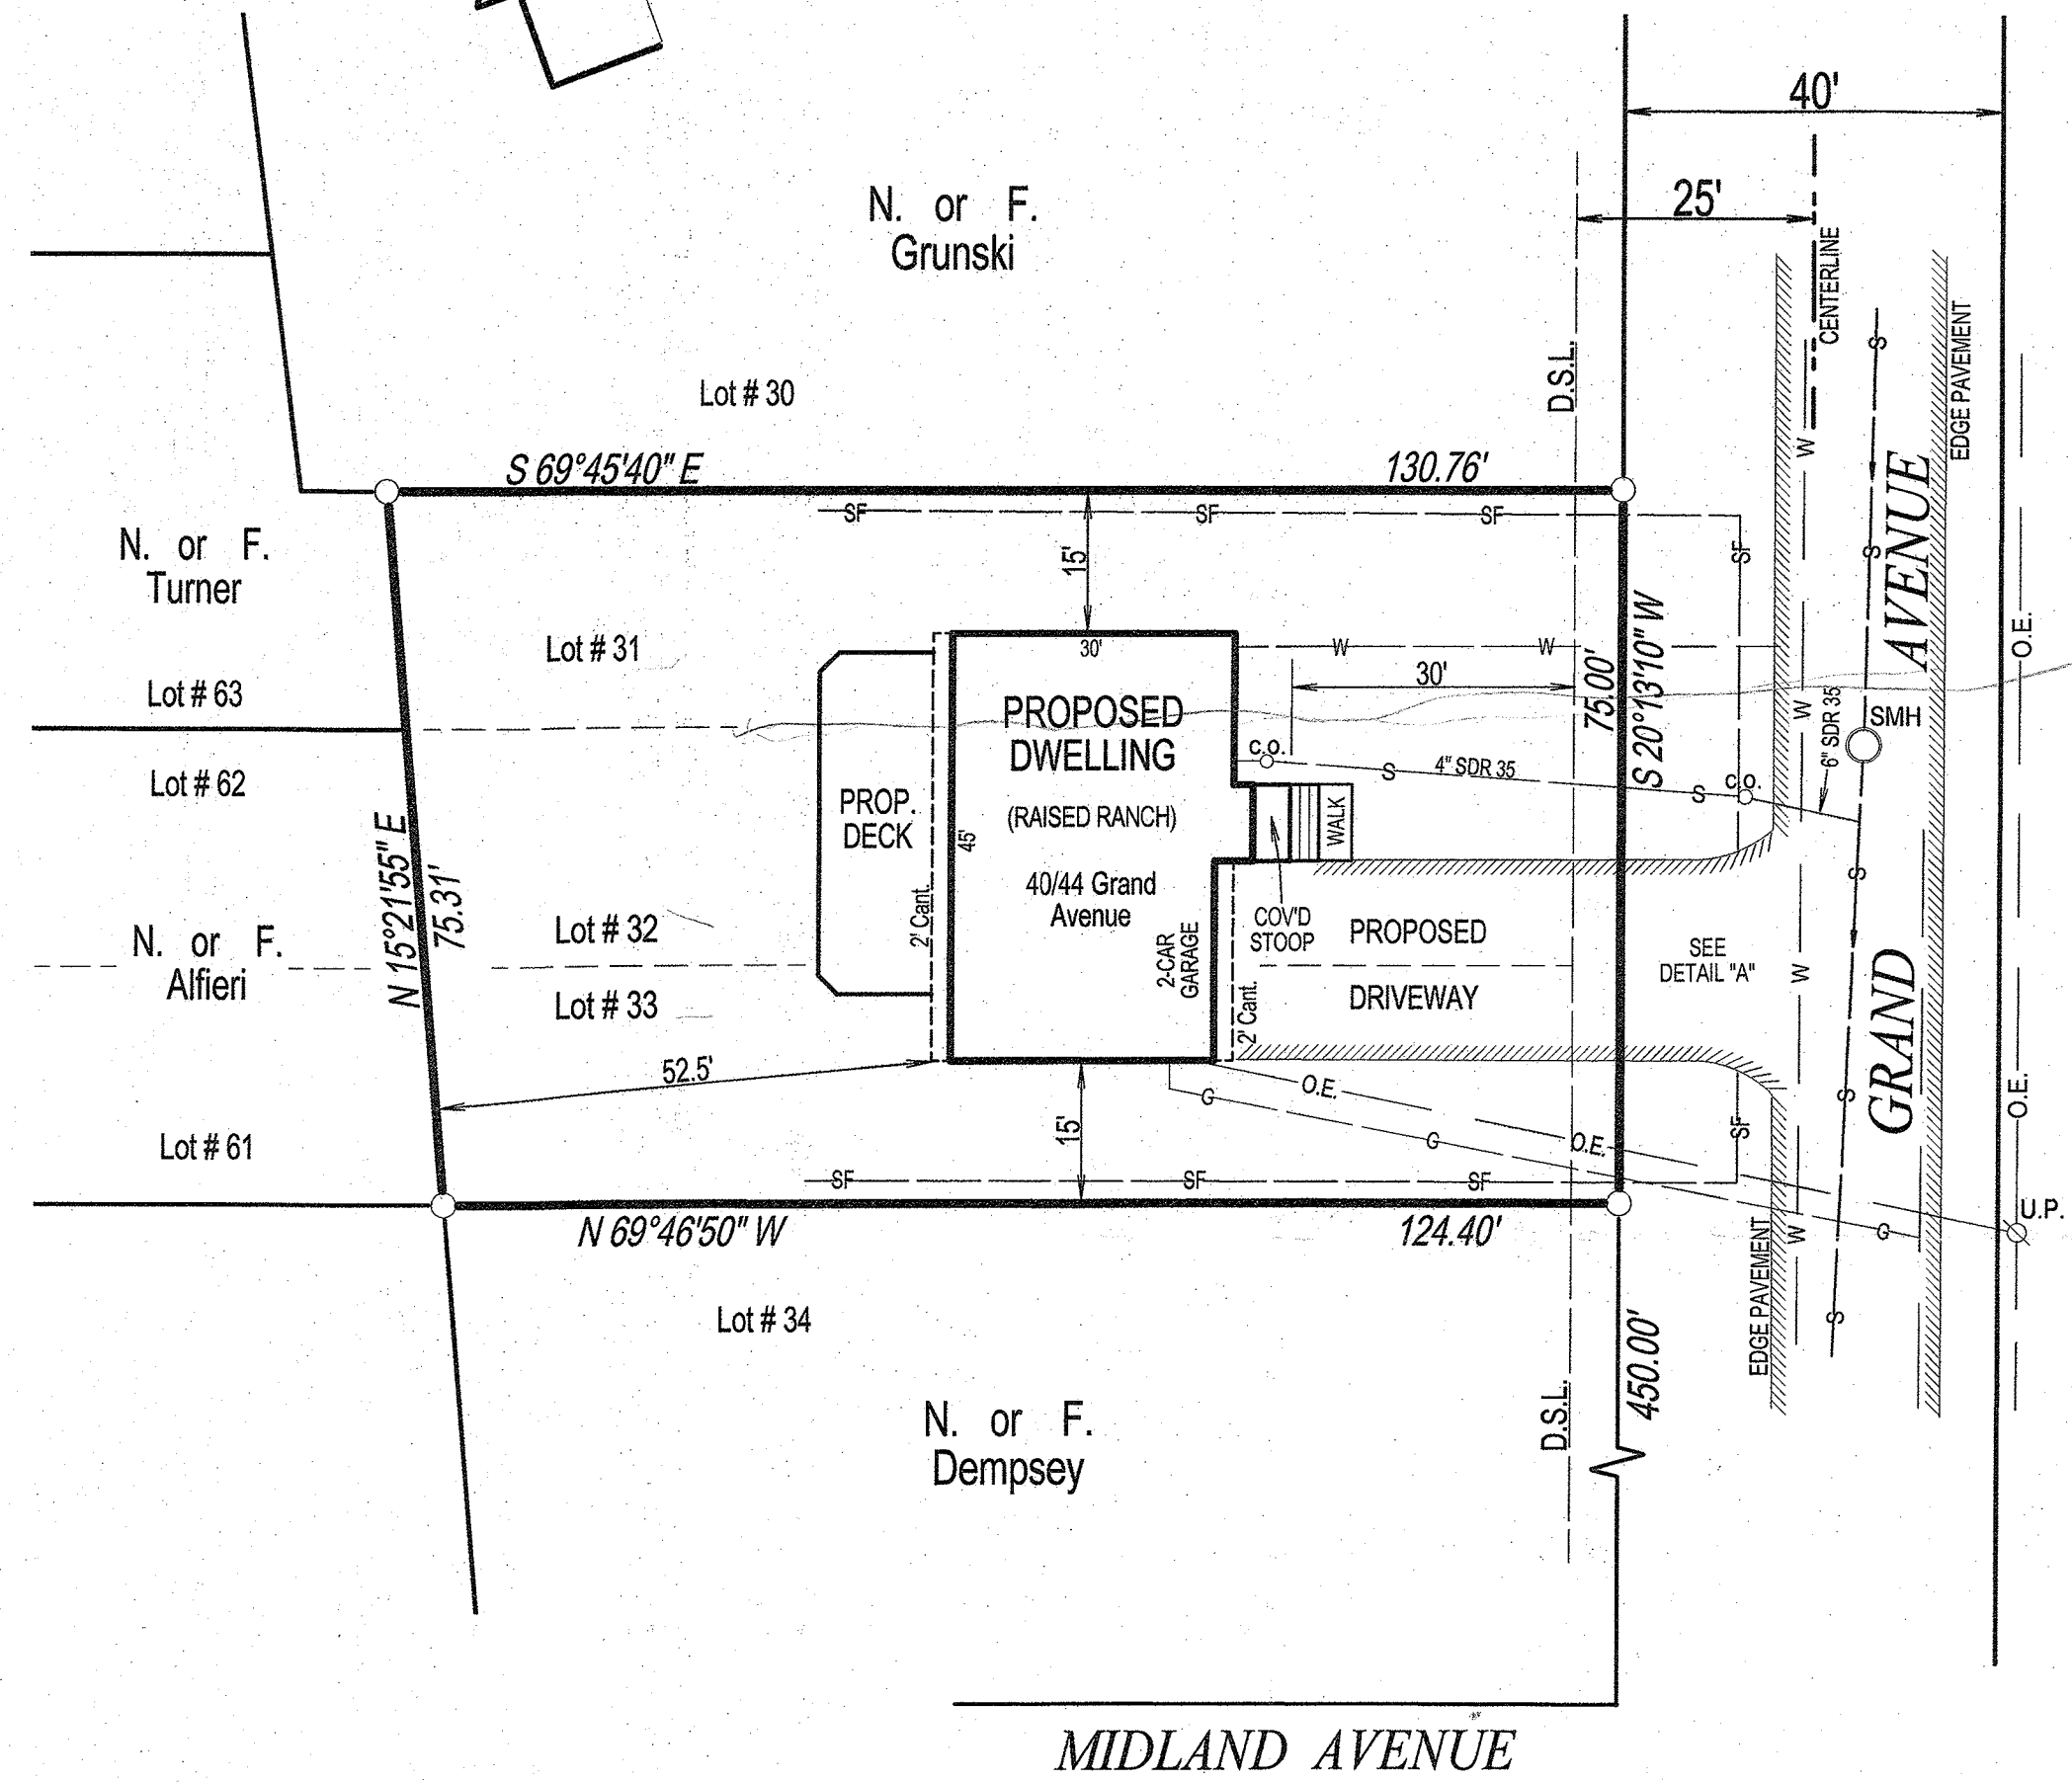 40'
25'
N. or F.
Grunski
CENTERLINE
EDGE PAVEMENT
D.S.L.
Lot # 30
S 69°45'40" E
130.76'
SF
SF
SF
SF
S
S
W
AVENUE
N. or F.
Turner
15'
Lot # 31
30'
W
W
30'
75.00'
S 20°13'10" W
O.E.
Lot # 63
PROPOSED
DWELLING
(RAISED RANCH)
40/44 Grand
Avenue
W
6" SDR 35
SMH
C.O.
S
4" SDR 35
S
C.O.
Lot # 62
PROP.
DECK
45'
WALK
N 15°21'55" E
75.31'
2' Cant.
2-CAR
GARAGE
COV'D
STOOP
2' Cant.
PROPOSED
DRIVEWAY
SEE
DETAIL "A"
W
S
S
GRAND
N. or F.
Alfieri
Lot # 32
Lot # 33
52.5'
O.E.
G
G
O.E.
O.E.
15'
SF
Lot # 61
SF
SF
SF
N 69°46'50" W
124.40'
W
G
U.P.
S
EDGE PAVEMENT
Lot # 34
450.00'
D.S.L.
N. or F.
Dempsey
MIDLAND AVENUE